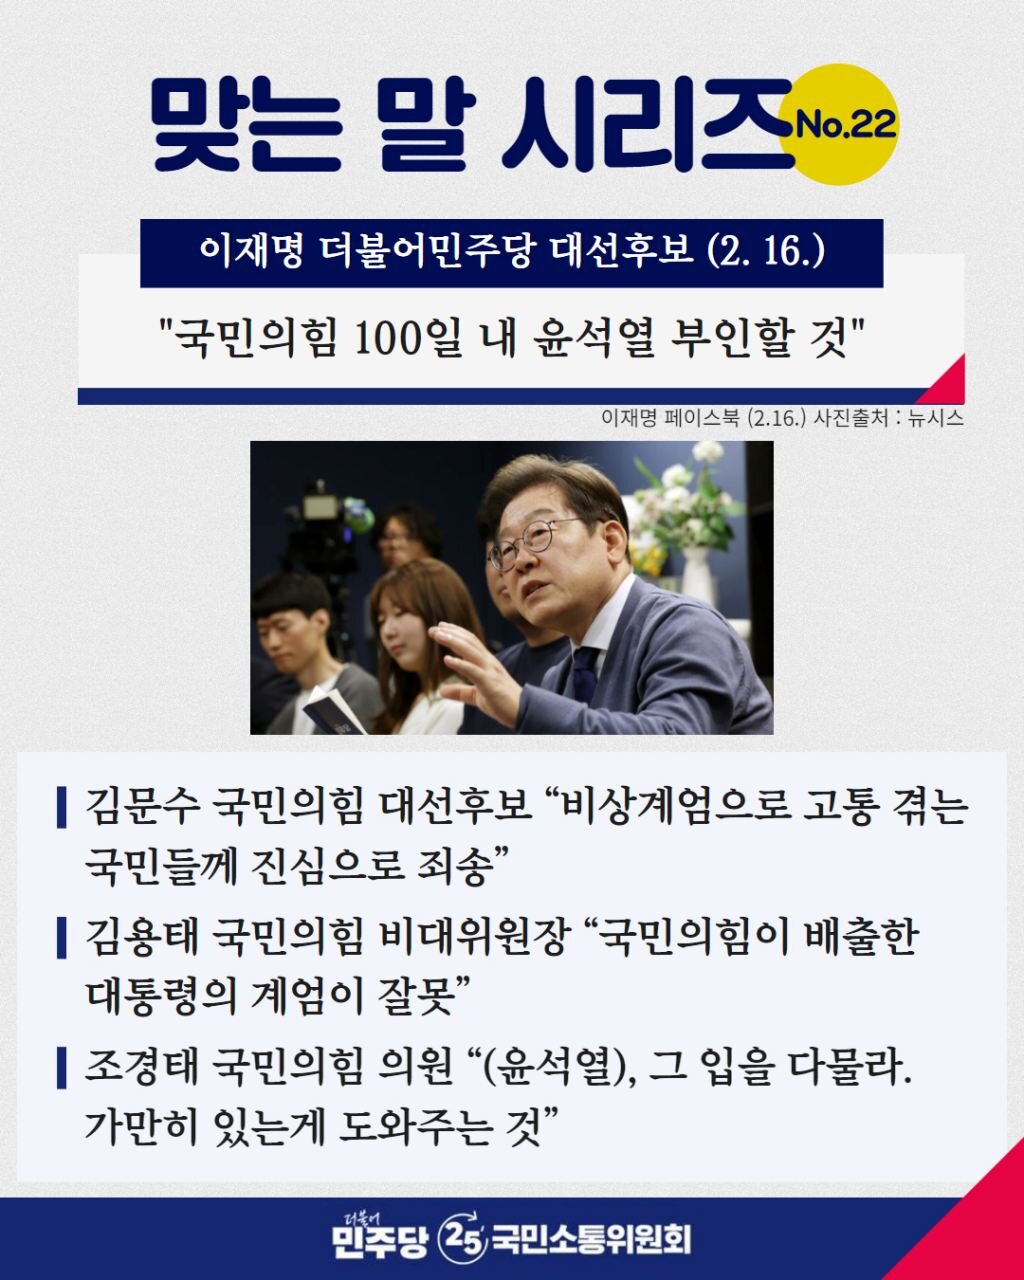 맞는 말 시리즈 No.22
이재명 더불어민주당 대선후보 (2. 16.)
"국민의힘 100일 내 윤석열 부인할 것"
이재명 페이스북 (2.16.) 사진출처 : 뉴시스
김문수 국민의힘 대선후보 “비상계엄으로 고통 겪는
국민들께 진심으로 죄송”
김용태 국민의힘 비대위원장 “국민의힘이 배출한
대통령의 계엄이 잘못”
조경태 국민의힘 의원 “(윤석열), 그 입을 다물라.
가만히 있는게 도와주는 것”
더불어
민주당 25 국민소통위원회